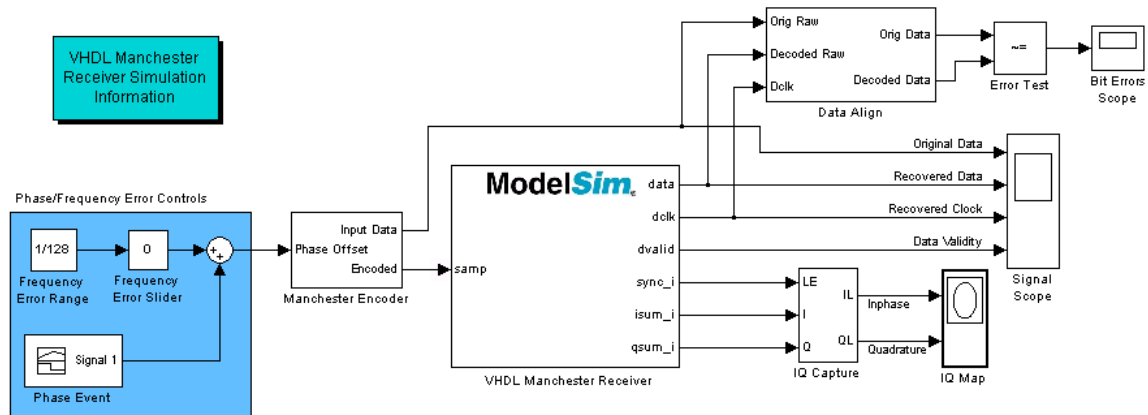 VHDL Manchester
Receiver Simulation
Information
Orig Raw
Decoded Raw
Dclk
Orig Data
Decoded Data
Data Align
~=
Error Test
Bit Errors
Scope
Original Data
Recovered Data
Recovered Clock
Data Validity
Signal
Scope
Phase/Frequency Error Controls
1/128
Frequency
Error Range
0
Frequency
Error Slider
+
+
Signal 1
Phase Event
Input Data
Phase Offset
Encoded
Manchester Encoder
ModelSim
samp
data
dclk
dvalid
sync_i
isum_i
qsum_i
VHDL Manchester Receiver
LE
I
Q
IL
QL
IQ Capture
Inphase
Quadrature
IQ Map